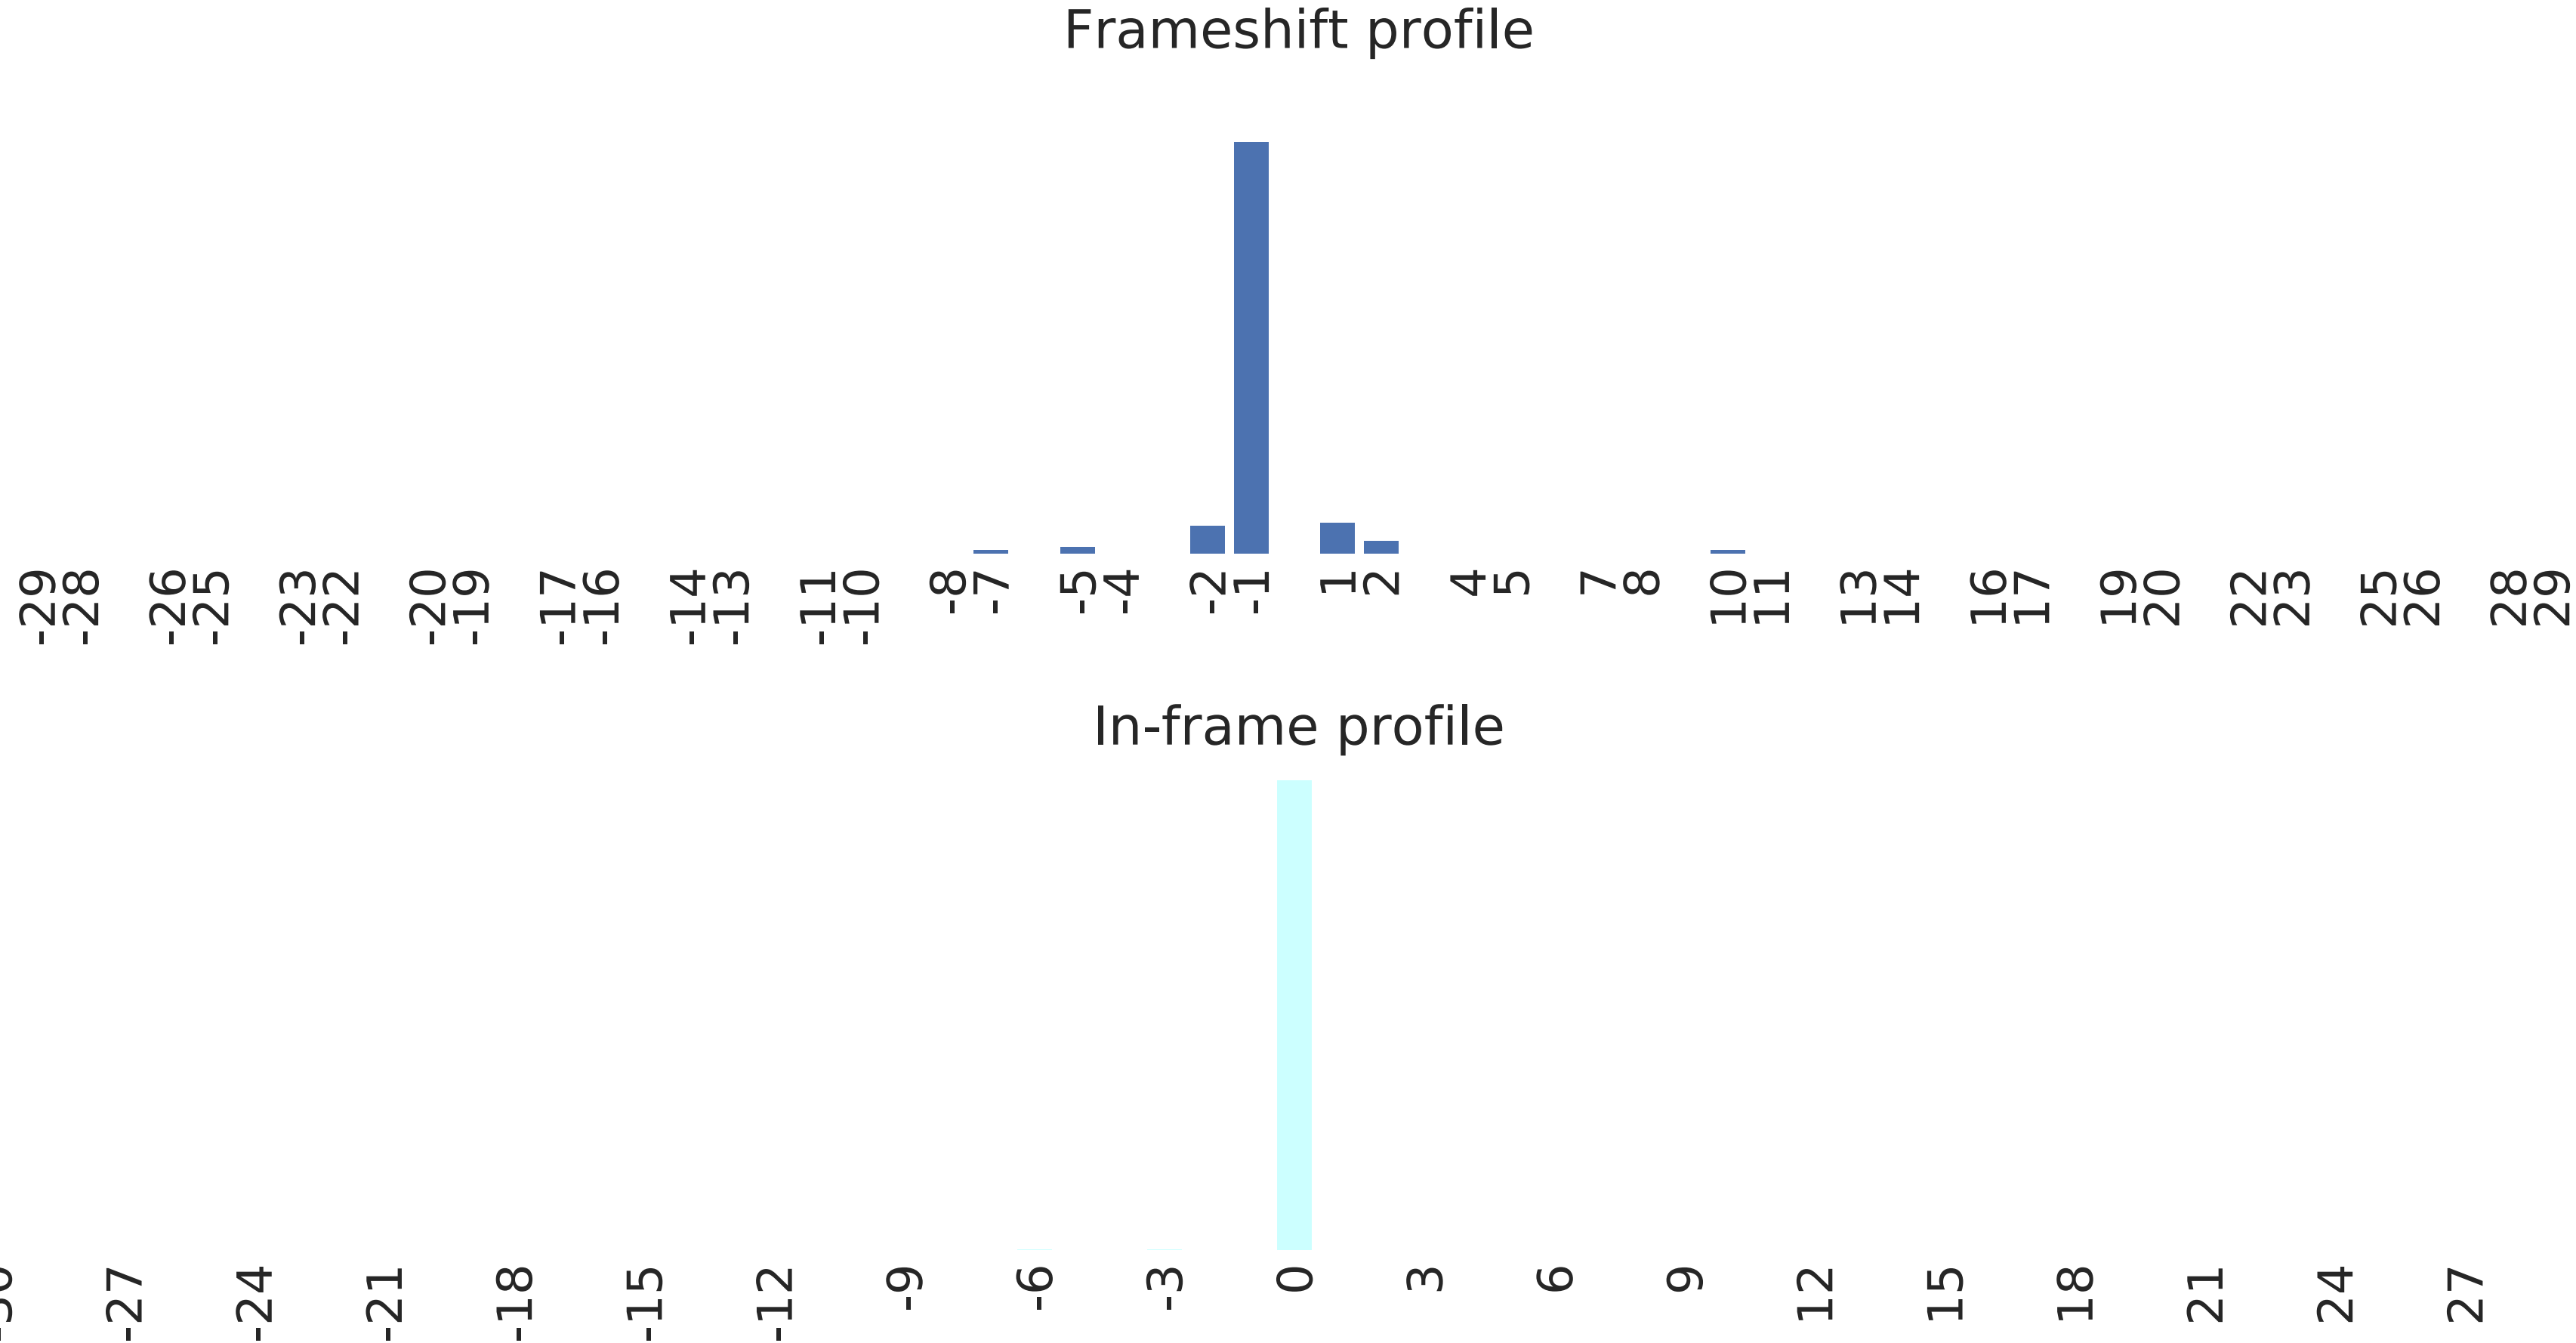 Frameshift profile
-29 -28 -26 -25 -23 -22 -20 -19 -17 -16 -14 -13 -11 -10 -8 -7 -5 -4 -2 -1 1 2 4 5 7 8 10 11 13 14 16 17 19 20 22 23 25 26 28 29
In-frame profile
-30 -27 -24 -21 -18 -15 -12 -9 -6 -3 0 3 6 9 12 15 18 21 24 27